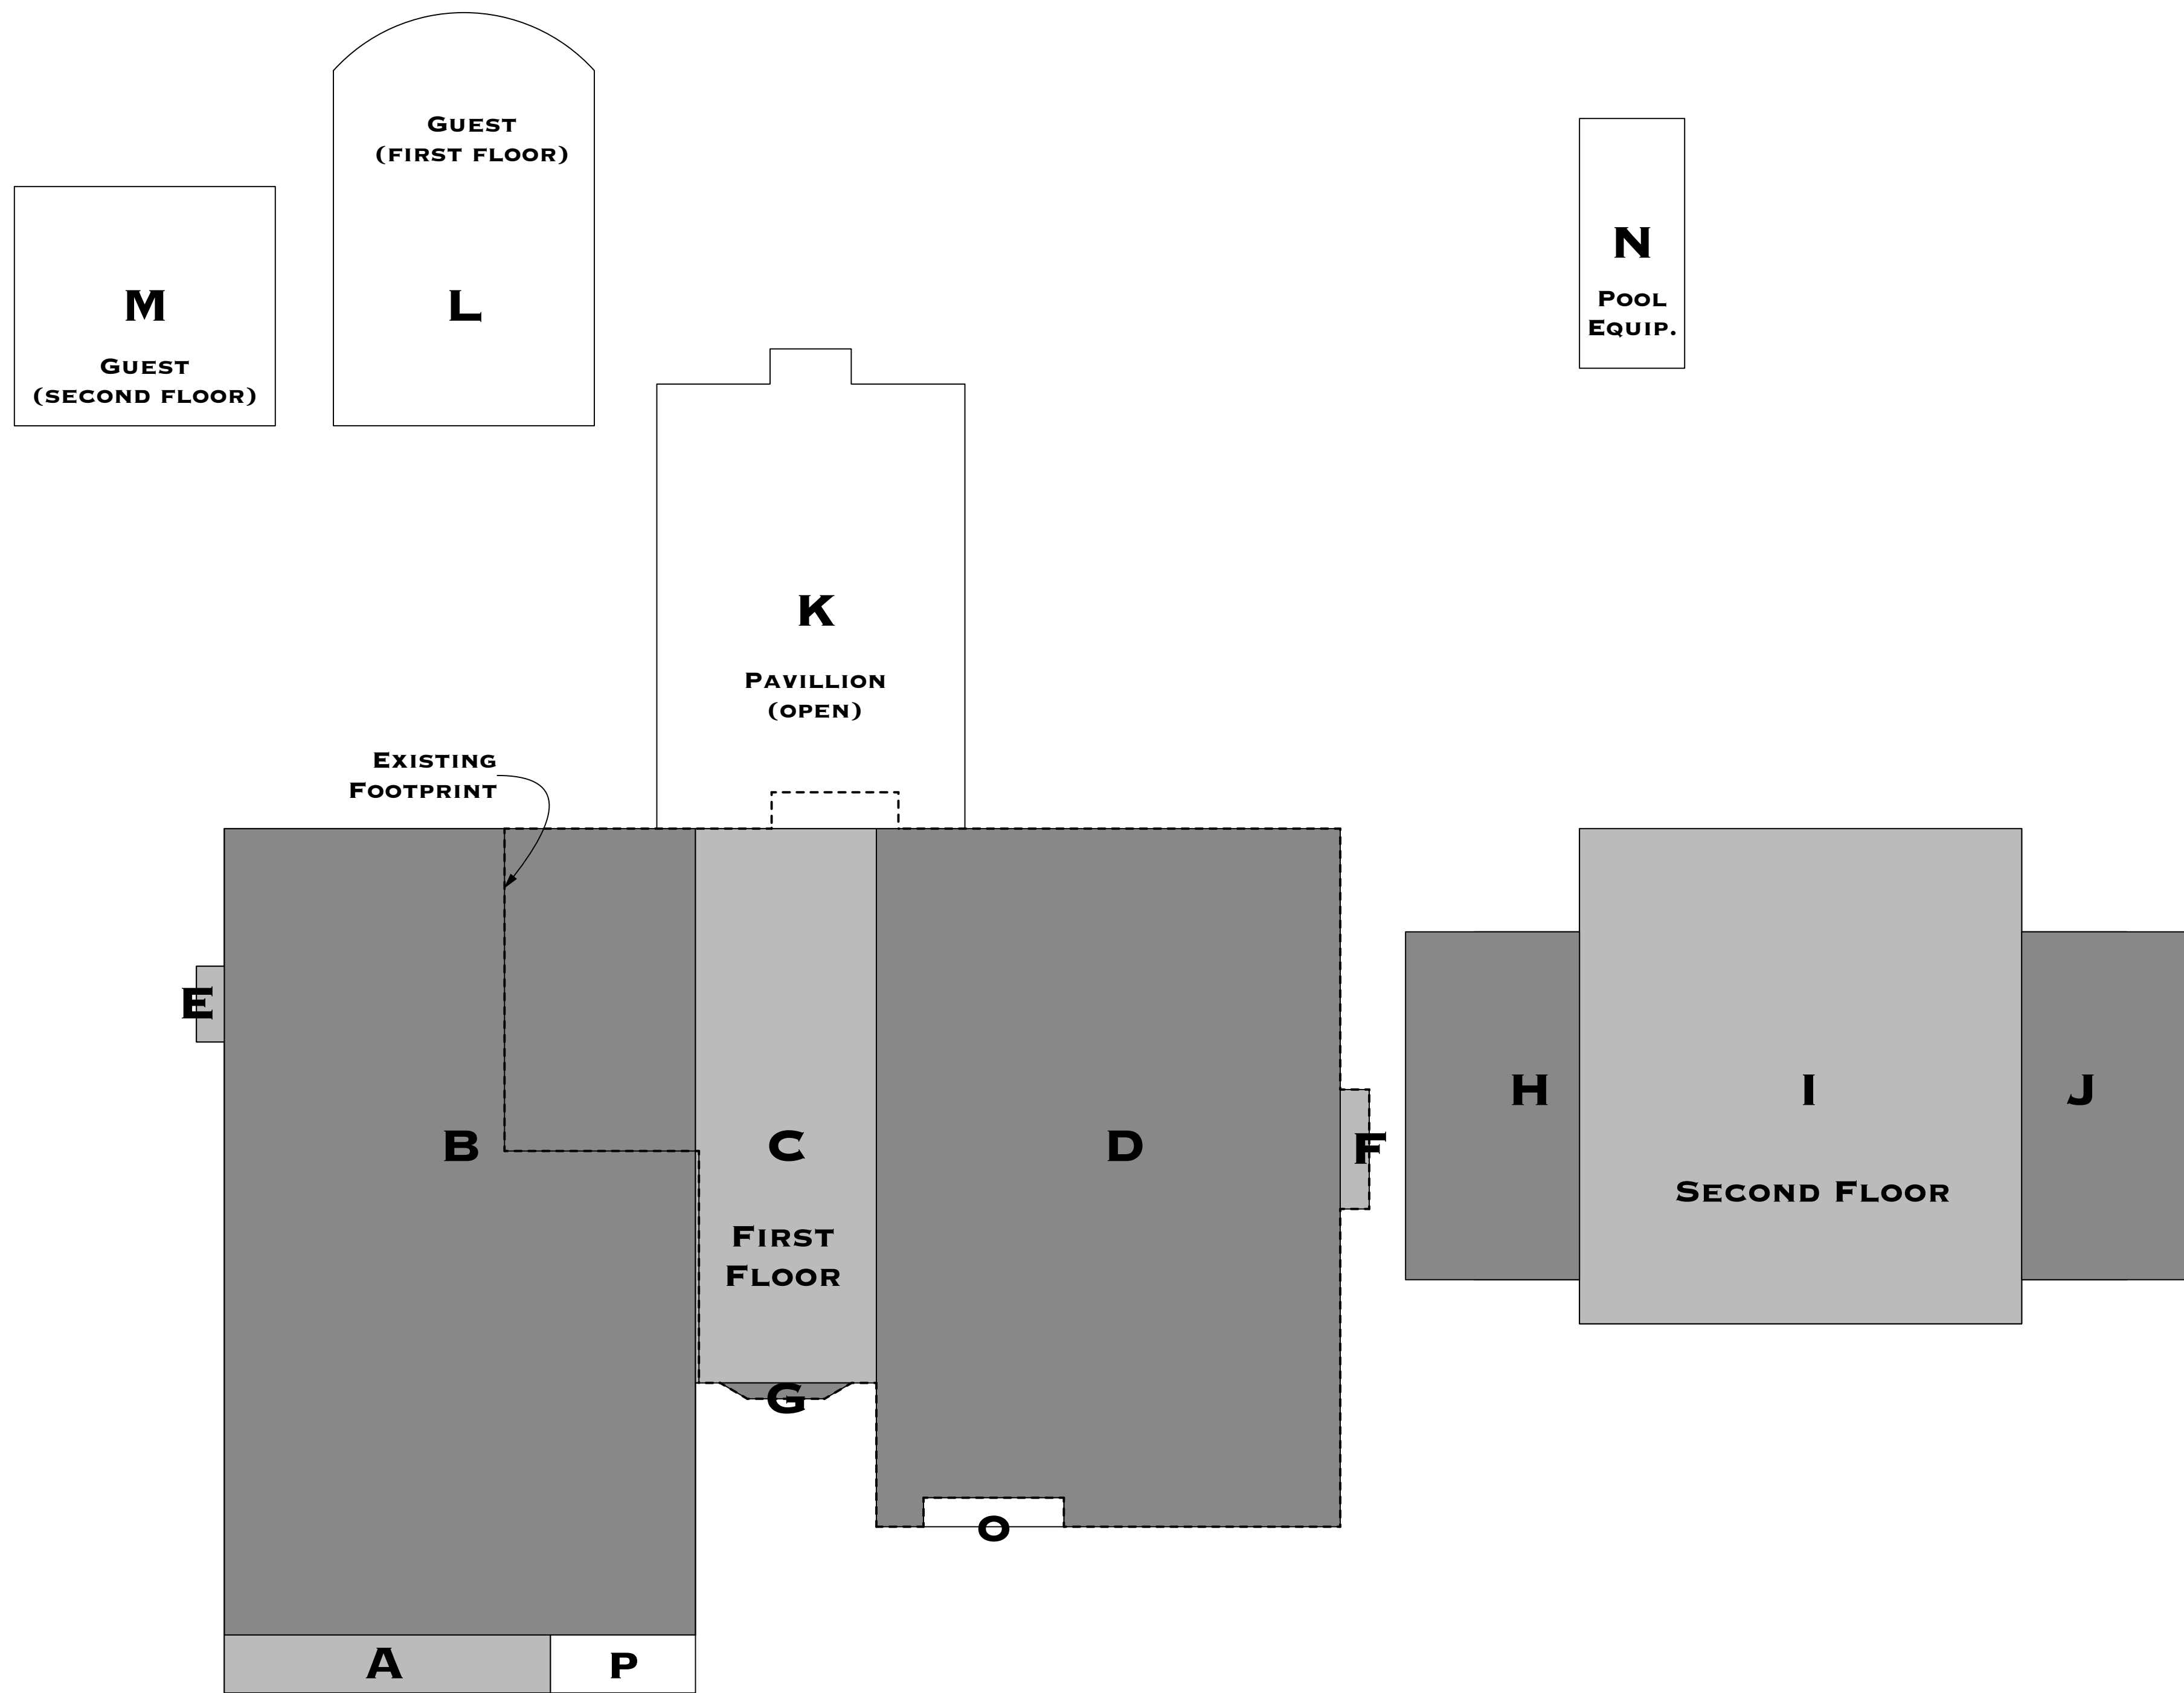 Guest
(first floor)
N
Pool
Equip.
M
Guest
(second floor)
L
K
Pavillion
(open)
Existing
Footprint
E
B
C
First
Floor
D
F
G
O
A
P
H
I
Second Floor
J